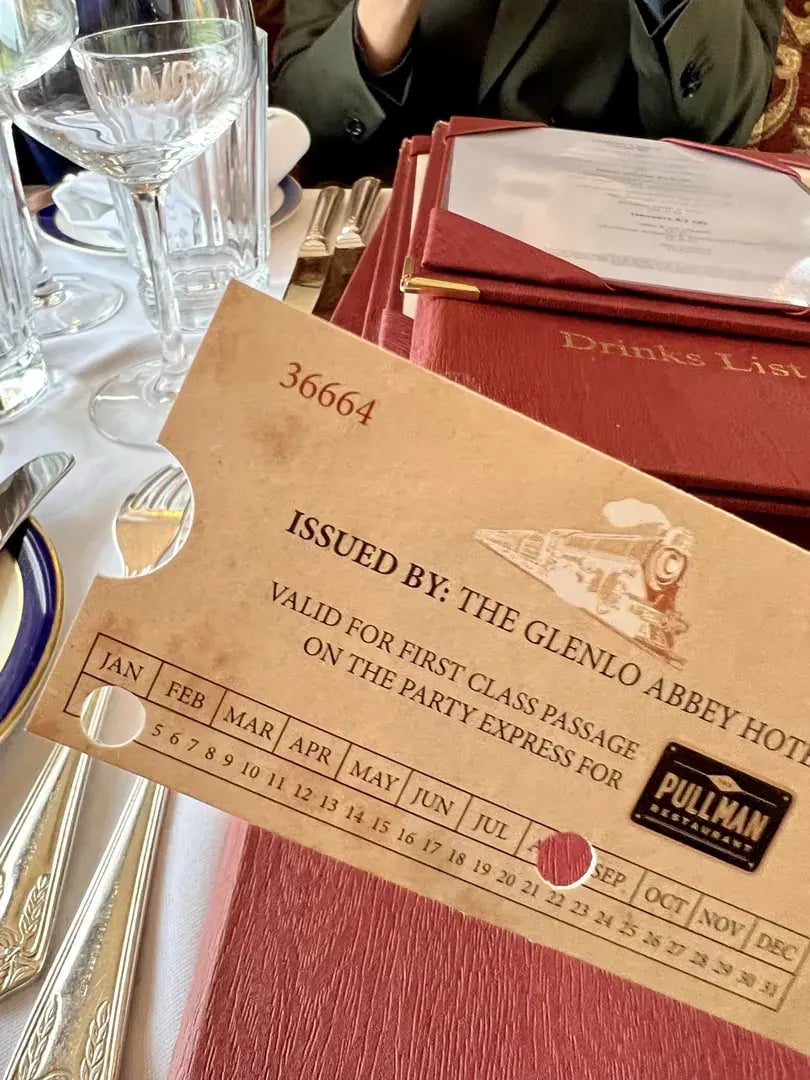 Drinks List
36664
ISSUED BY: THE GLENLO ABBEY HOTE
VALID FOR FIRST CLASS PASSAGE
ON THE PARTY EXPRESS FOR
PULLMAN
RESTAURANT
JAN FEB MAR APR MAY JUN JUL A SEP OCT NOV DEC
5 6 7 8 9 10 11 12 13 14 15 16 17 18 19 20 21 22 23 24 25 26 27 28 29 30 31